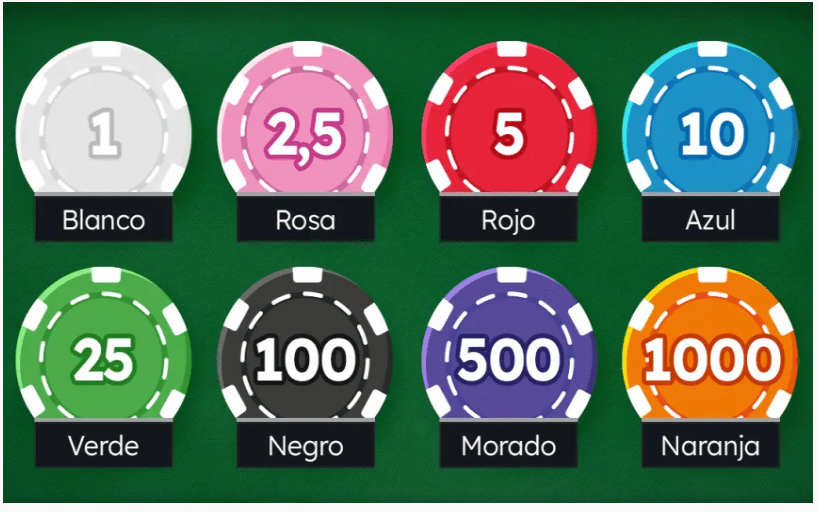 1
2,5
5
10
Blanco
Rosa
Rojo
Azul
25
100
500
1000
Verde
Negro
Morado
Naranja